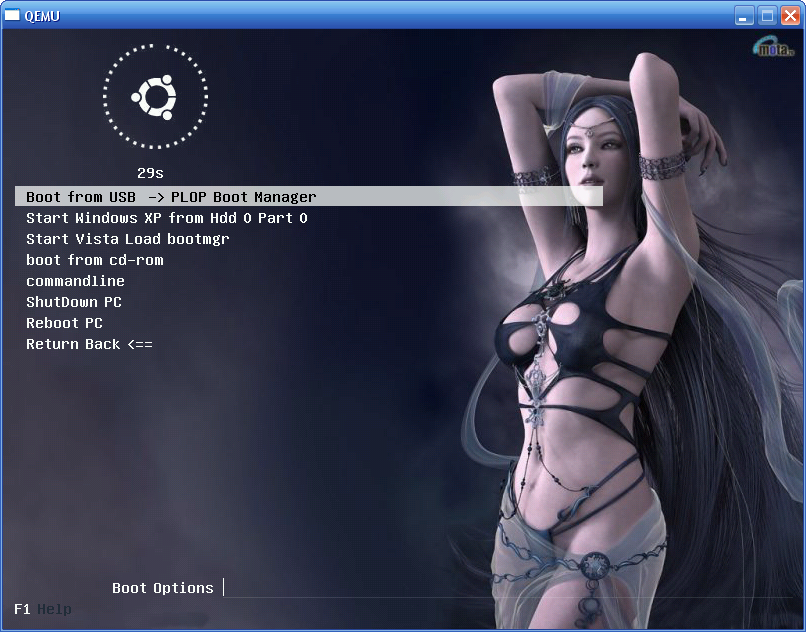 QEMU
mota
29s
Boot from USB -> PLOP Boot Manager
Start Windows XP from Hdd 0 Part 0
Start Vista Load bootmgr
boot from cd-rom
commandline
ShutDown PC
Reboot PC
Return Back <==
Boot Options
F1 Help